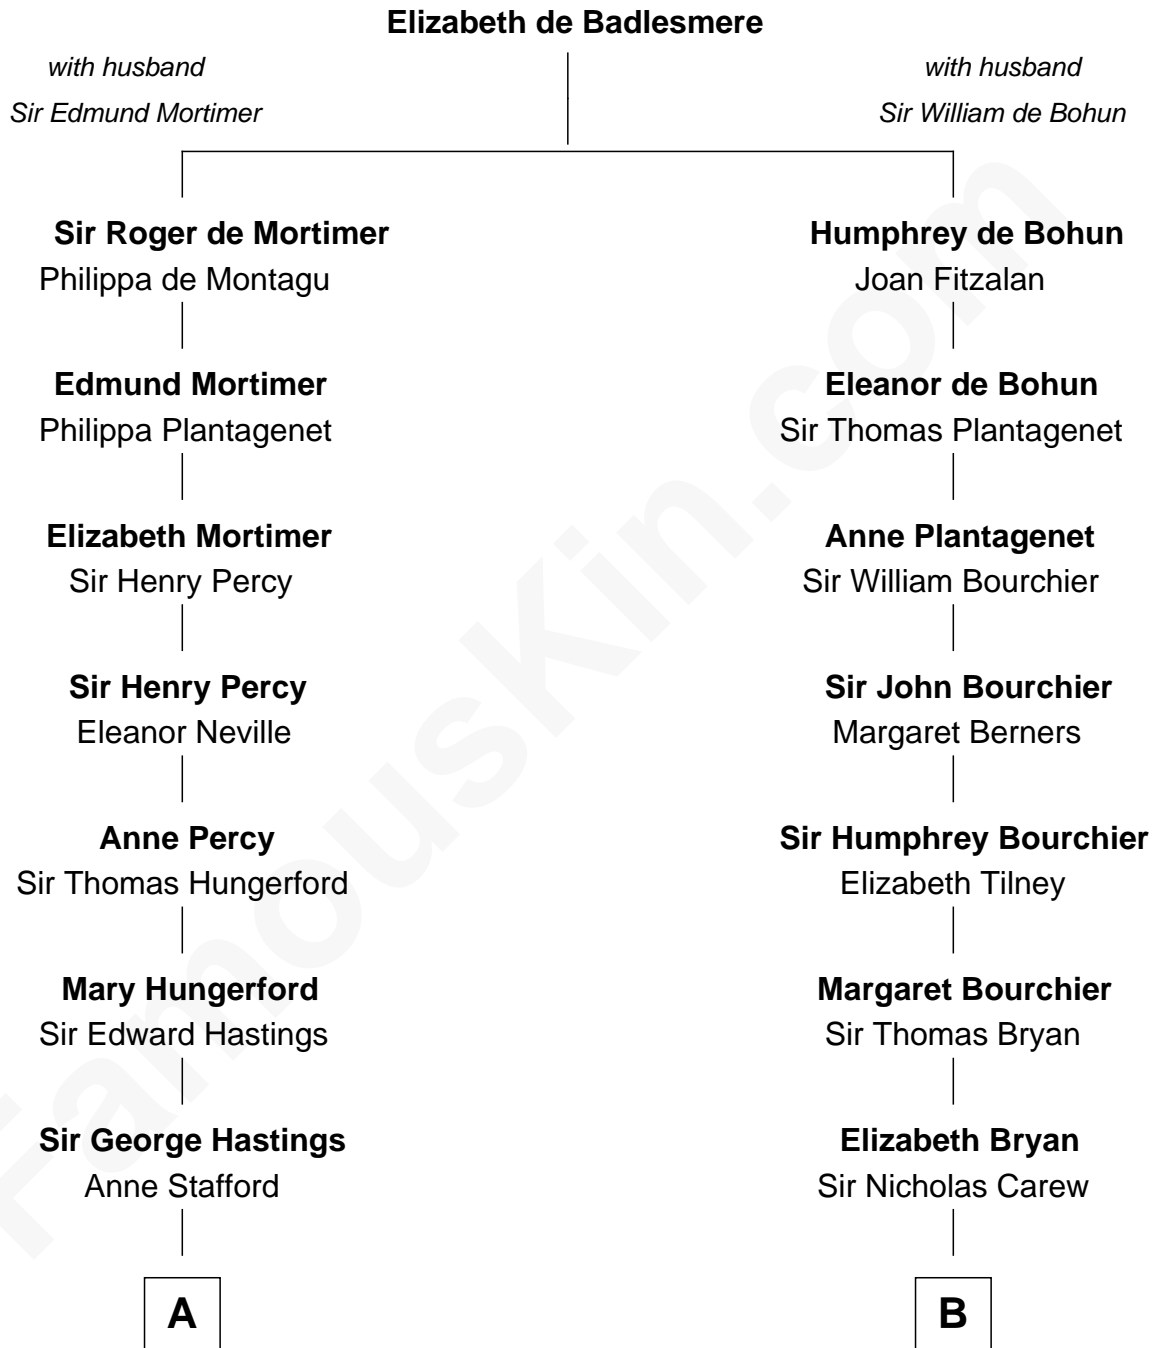 Elizabeth de Badlesmere
with husband
Sir Edmund Mortimer
with husband
Sir William de Bohun
Sir Roger de Mortimer
Philippa de Montagu
Humphrey de Bohun
Joan Fitzalan
Edmund Mortimer
Philippa Plantagenet
Eleanor de Bohun
Sir Thomas Plantagenet
Elizabeth Mortimer
Sir Henry Percy
Anne Plantagenet
Sir William Bourchier
Sir Henry Percy
Eleanor Neville
Sir John Bourchier
Margaret Berners
Anne Percy
Sir Thomas Hungerford
Sir Humphrey Bourchier
Elizabeth Tilney
Mary Hungerford
Sir Edward Hastings
Margaret Bourchier
Sir Thomas Bryan
Sir George Hastings
Anne Stafford
Elizabeth Bryan
Sir Nicholas Carew
A
B
FamousKin.com